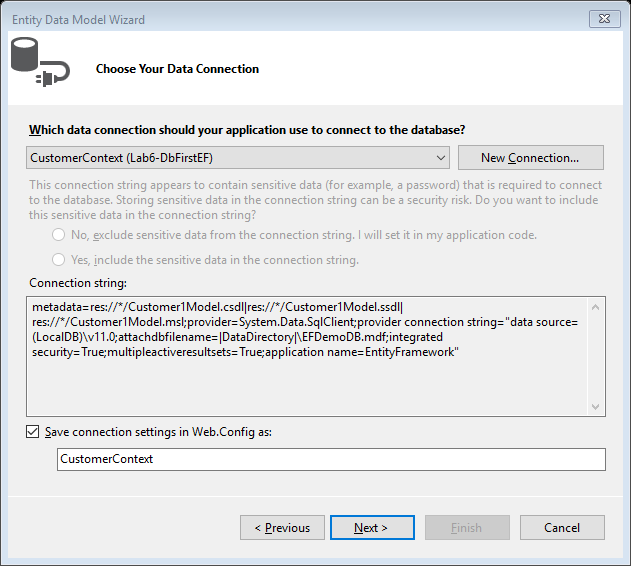 Entity Data Model Wizard
Choose Your Data Connection
Which data connection should your application use to connect to the database?
CustomerContext (Lab6-DbFirstEF)
New Connection...
This connection string appears to contain sensitive data (for example, a password) that is required to connect
to the database. Storing sensitive data in the connection string can be a security risk. Do you want to include
this sensitive data in the connection string?
No, exclude sensitive data from the connection string. I will set it in my application code.
Yes, include the sensitive data in the connection string.
Connection string:
metadata=res://*/Customer1Model.csdl|res://*/Customer1Model.ssdl|
res://*/Customer1Model.msl;provider=System.Data.SqlClient;provider connection string="data source=
(LocalDB)\v11.0;attachdbfilename=|DataDirectory|\EFDemoDB.mdf;integrated
security=True;multipleactiveresultsets=True;application name=EntityFramework"
Save connection settings in Web.Config as:
CustomerContext
< Previous
Next >
Finish
Cancel